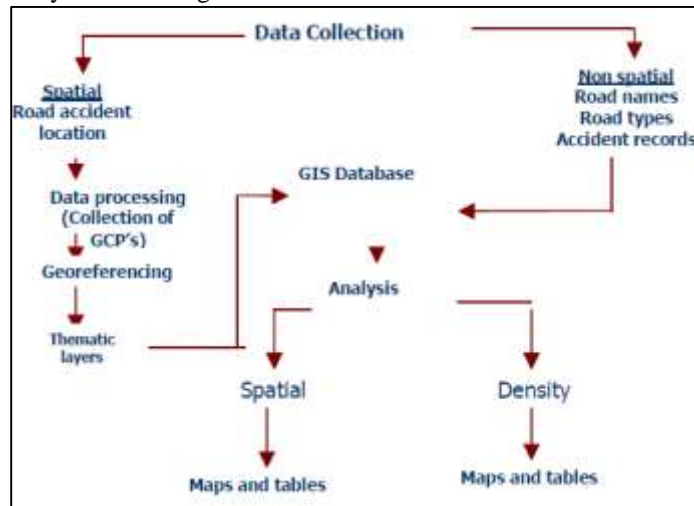 Data Collection
Spatial
Road accident
location
Non spatial
Road names
Road types
Accident records
GIS Database
Data processing
(Collection of
GCP's)
Georeferencing
Analysis
Thematic
layers
Spatial
Density
Maps and tables
Maps and tables